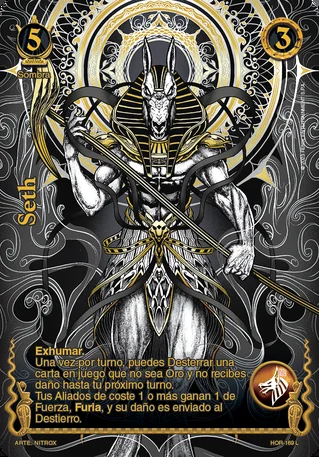 5
3
Sombra
Seth
Exhumar.
Una vez por turno, puedes Desterrar una
carta en juego que no sea Oro y no recibes
daño hasta tu próximo turno.
Tus Aliados de coste 1 o más ganan 1 de
Fuerza, Furia, y su daño es enviado al
Destierro.
ARTE: NITROX
HOR-169 L